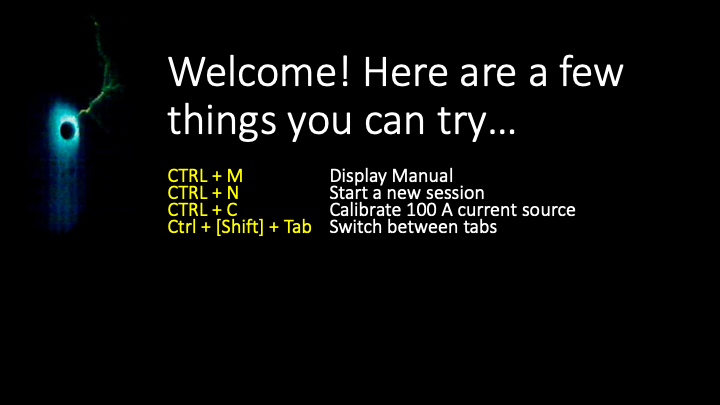 Welcome! Here are a few
things you can try...
CTRL + M Display Manual
CTRL + N Start a new session
CTRL + C Calibrate 100 A current source
Ctrl + [Shift] + Tab Switch between tabs